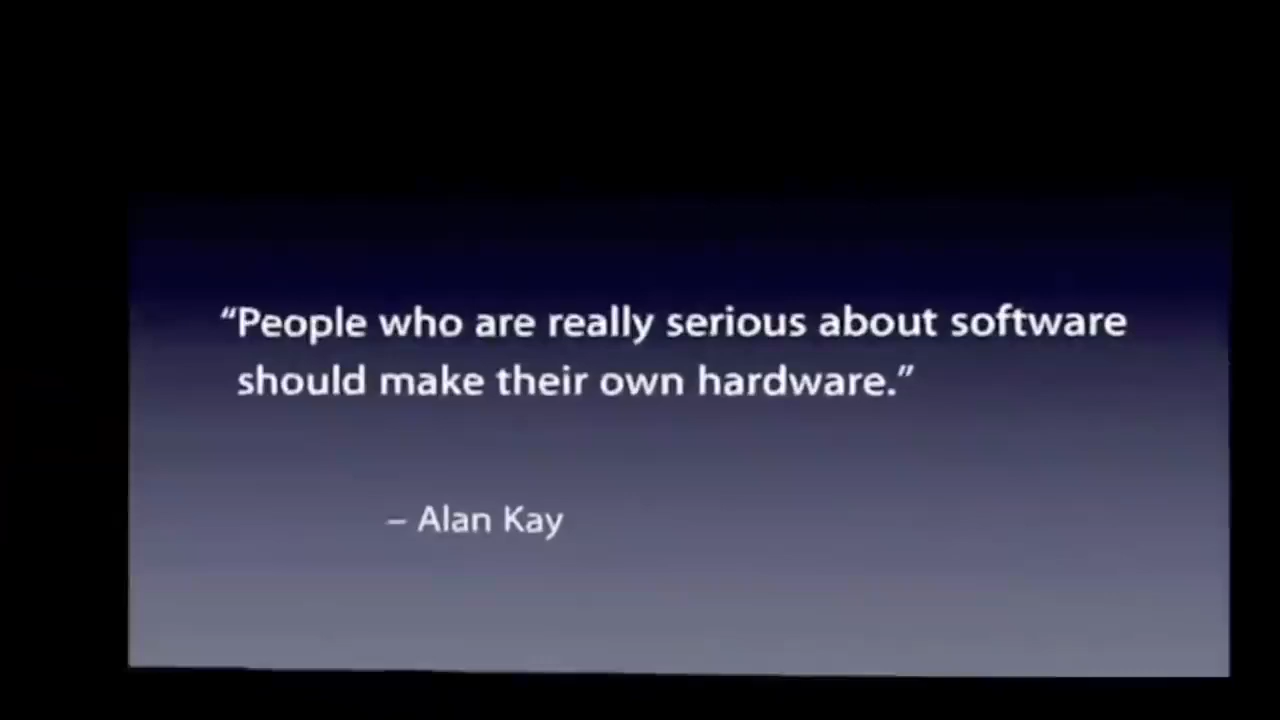 “People who are really serious about software
should make their own hardware.”
– Alan Kay